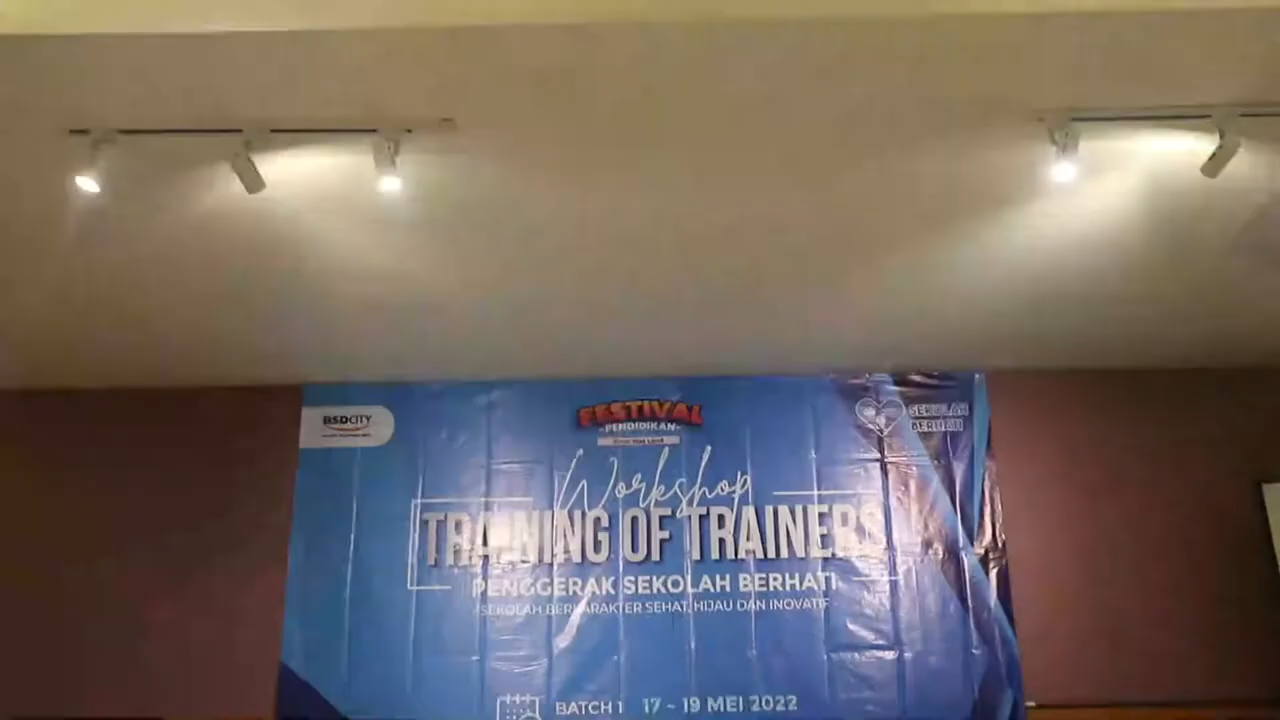 BSDCITY
FESTIVAL
-PENDIDIKAN-
SEKOLAH
BERHATI
Workshop
TRAINING OF TRAINERS
PENGGERAK SEKOLAH BERHATI
SEKOLAH BERKARAKTER SEHAT, HIJAU DAN INOVATIF
BATCH 1 17 - 19 MEI 2022